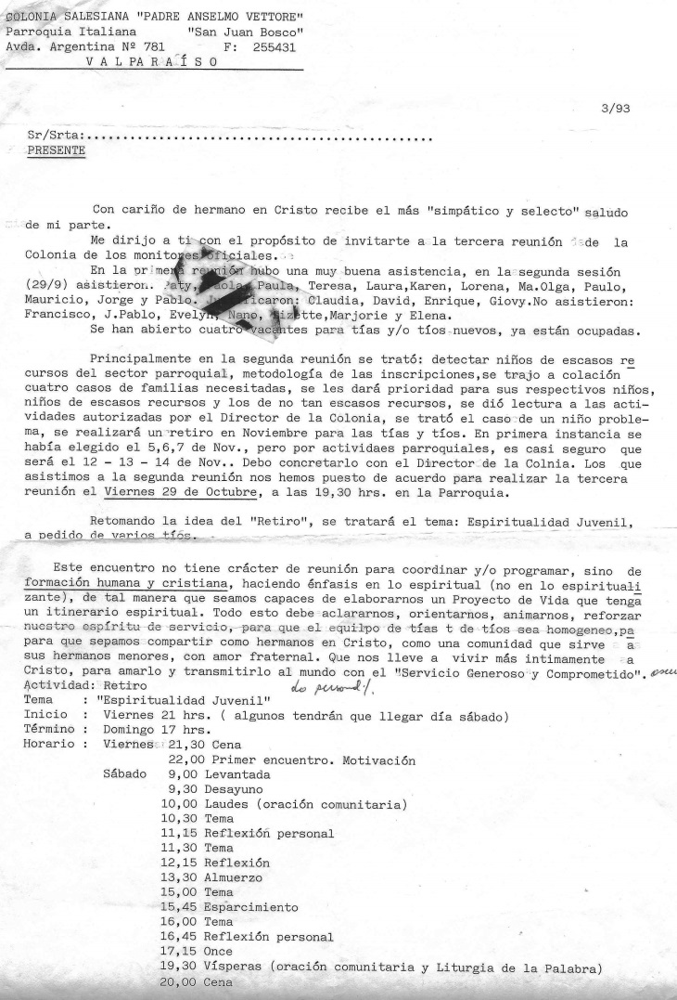 COLONIA SALESIANA "PADRE ANSELMO VETTORE"
Parroquia Italiana "San Juan Bosco"
Avda. Argentina Nº 781 F: 255431
V A L PA R A Í S O
3/93
Sr/Srta:................................................
PRESENTE
Con cariño de hermano en Cristo recibe el más "simpático y selecto" saludo
de mi parte.
Me dirijo a ti con el propósito de invitarte a la tercera reunión de la
Colonia de los monitores oficiales.
En la primera reunión hubo una muy buena asistencia, en la segunda sesión
(29/9) asistieron. Paty, Paola, Paula, Teresa, Laura,Karen, Lorena, Ma.Olga, Paulo,
Mauricio, Jorge y Pablo. Justificaron: Claudia, David, Enrique, Giovy.No asistieron:
Francisco, J.Pablo, Evelyn, Nano, Lizette,Marjorie y Elena.
Se han abierto cuatro vacantes para tías y/o tíos nuevos, ya están ocupadas.
Principalmente en la segunda reunión se trató: detectar niños de escasos re
cursos del sector parroquial, metodología de las inscripciones,se trajo a colación
cuatro casos de familias necesitadas, se les dará prioridad para sus respectivos niños,
niños de escasos recursos y los de no tan escasos recursos, se dió lectura a las acti-
vidades autorizadas por el Director de la Colonia, se trató el caso de un niño proble-
ma, se realizará un retiro en Noviembre para las tías y tíos. En primera instancia se
había elegido el 5,6,7 de Nov., pero por actividaes parroquiales, es casi seguro que
será el 12 - 13 - 14 de Nov.. Debo concretarlo con el Director de la Colnia. Los que
asistimos a la segunda reunión nos hemos puesto de acuerdo para realizar la tercera
reunión el Viernes 29 de Octubre, a las 19,30 hrs. en la Parroquia.
Retomando la idea del "Retiro", se tratará el tema: Espiritualidad Juvenil,
a pedido de varios tíos.
Este encuentro no tiene crácter de reunión para coordinar y/o programar, sino de
formación humana y cristiana, haciendo énfasis en lo espiritual (no en lo espirituali
zante), de tal manera que seamos capaces de elaborarnos un Proyecto de Vida que tenga
un itinerario espiritual. Todo esto debe aclararnos, orientarnos, animarnos, reforzar
nuestro espíritu de servicio, para que el equilpo de tías t de tíos sea homogeneo,pa
para que sepamos compartir como hermanos en Cristo, como una comunidad que sirve a
sus hermanos menores, con amor fraternal. Que nos lleve a vivir más intimamente a
Cristo, para amarlo y transmitirlo al mundo con el "Servicio Generoso y Comprometido".
Actividad: Retiro
Tema : "Espiritualidad Juvenil"
Inicio : Viernes 21 hrs. ( algunos tendrán que llegar día sábado)
Término : Domingo 17 hrs.
Horario : Viernes 21,30 Cena
22,00 Primer encuentro. Motivación
Sábado 9,00 Levantada
9,30 Desayuno
10,00 Laudes (oración comunitaria)
10,30 Tema
11,15 Reflexión personal
11,30 Tema
12,15 Reflexión
13,30 Almuerzo
15,00 Tema
15,45 Esparcimiento
16,00 Tema
16,45 Reflexión personal
17,15 Once
19,30 Vísperas (oración comunitaria y Liturgia de la Palabra)
20,00 Cena